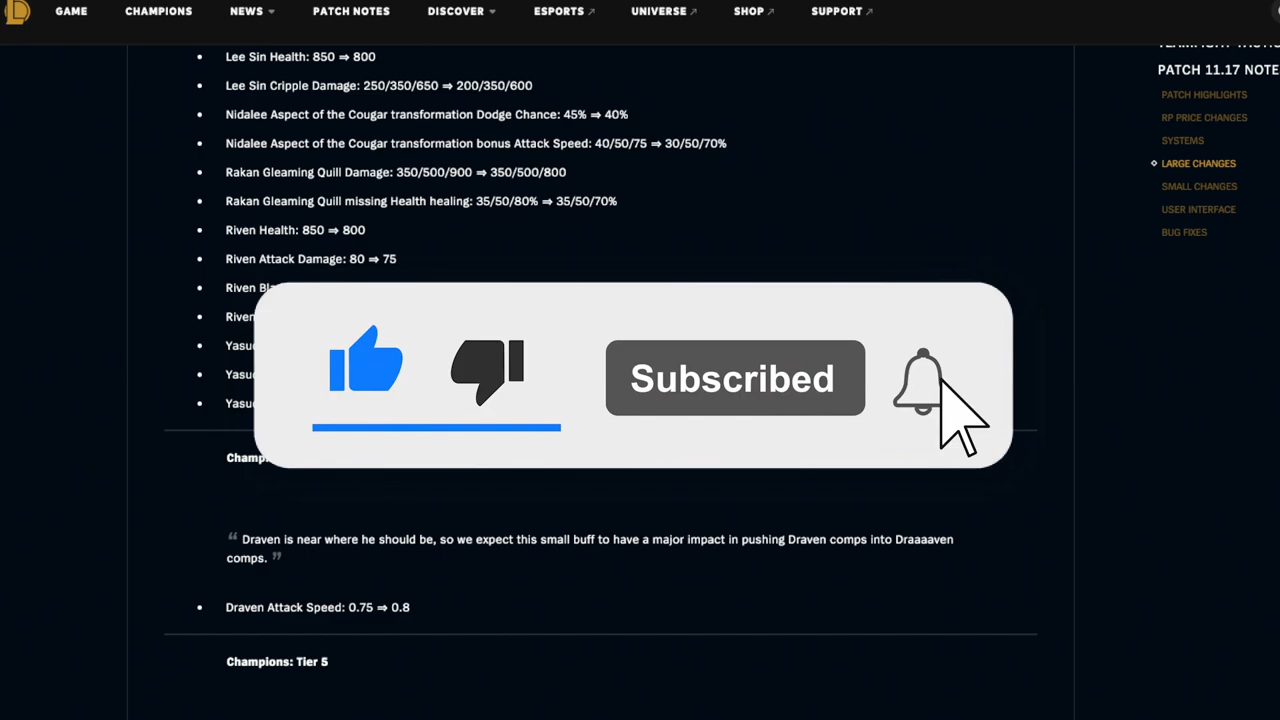 GAME CHAMPIONS NEWS PATCH NOTES DISCOVER ESPORTS UNIVERSE SHOP SUPPORT
PATCH 11.17 NOTE
PATCH HIGHLIGHTS
RP PRICE CHANGES
SYSTEMS
LARGE CHANGES
SMALL CHANGES
USER INTERFACE
BUG FIXES
Lee Sin Health: 850 ⇒ 800
Lee Sin Cripple Damage: 250/350/650 ⇒ 200/350/600
Nidalee Aspect of the Cougar transformation Dodge Chance: 45% ⇒ 40%
Nidalee Aspect of the Cougar transformation bonus Attack Speed: 40/50/75 ⇒ 30/50/70%
Rakan Gleaming Quill Damage: 350/500/900 ⇒ 350/500/800
Rakan Gleaming Quill missing Health healing: 35/50/80% ⇒ 35/50/70%
Riven Health: 850 ⇒ 800
Riven Attack Damage: 80 ⇒ 75
Riven
Riven
Subscribed
“ Draven is near where he should be, so we expect this small buff to have a major impact in pushing Draven comps into Draaaaven
comps. ”
Draven Attack Speed: 0.75 ⇒ 0.8
Champions: Tier 5